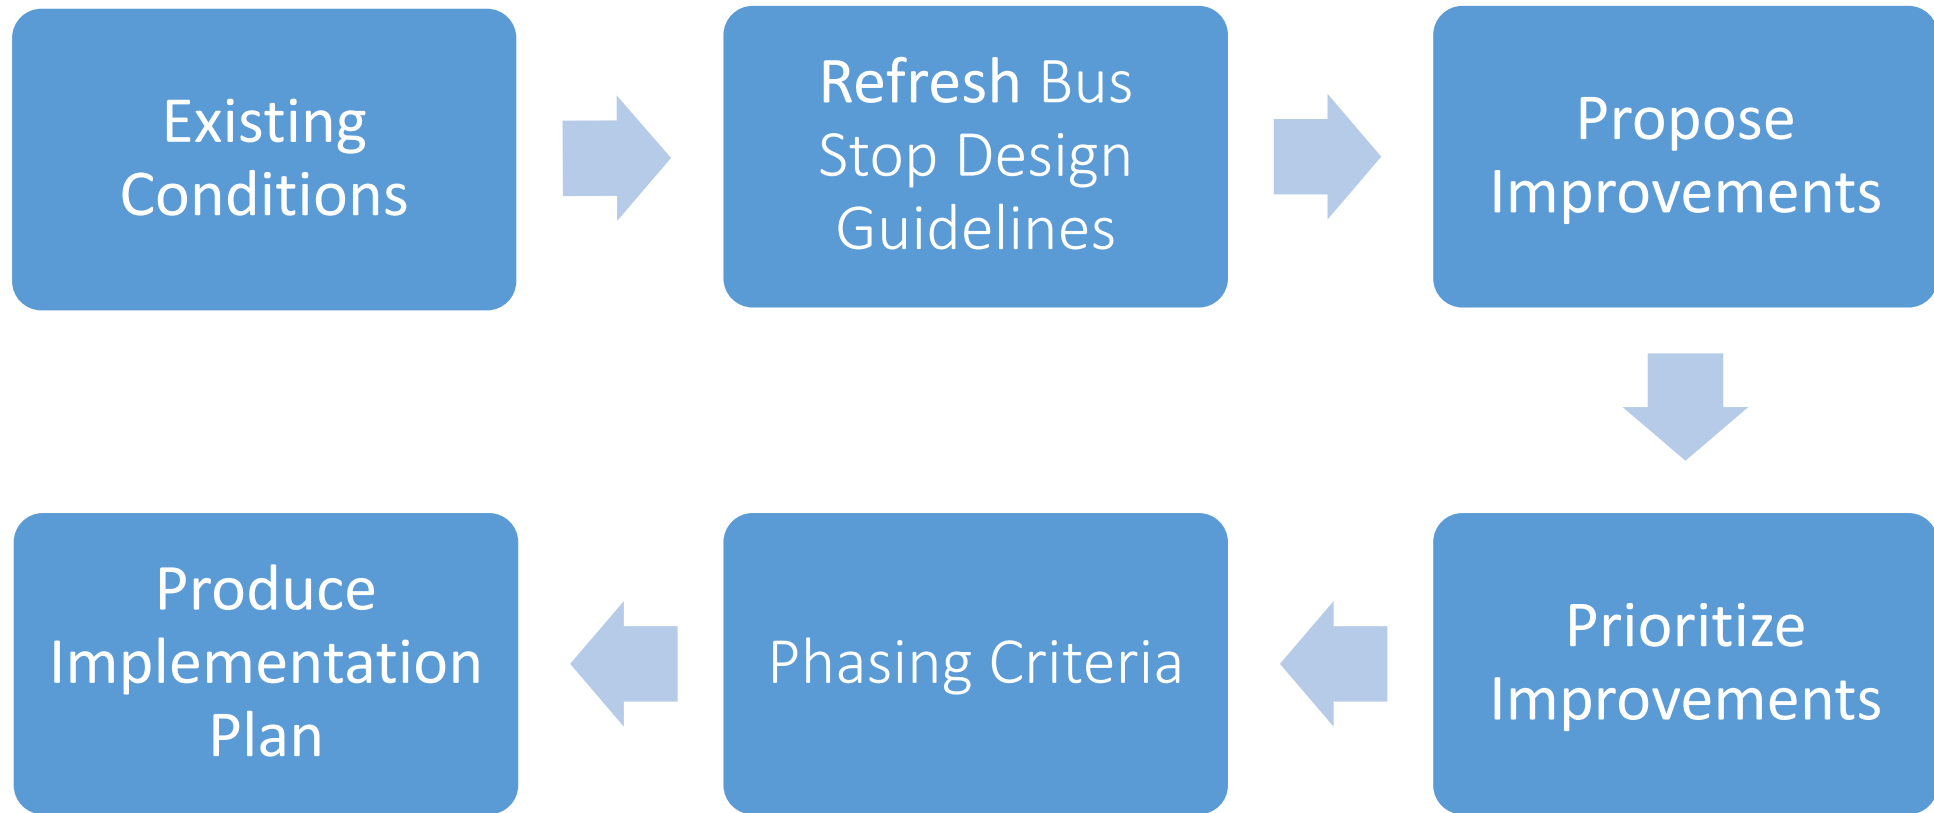 Existing
Conditions
Refresh Bus
Stop Design
Guidelines
Propose
Improvements
Prioritize
Improvements
Phasing Criteria
Produce
Implementation
Plan